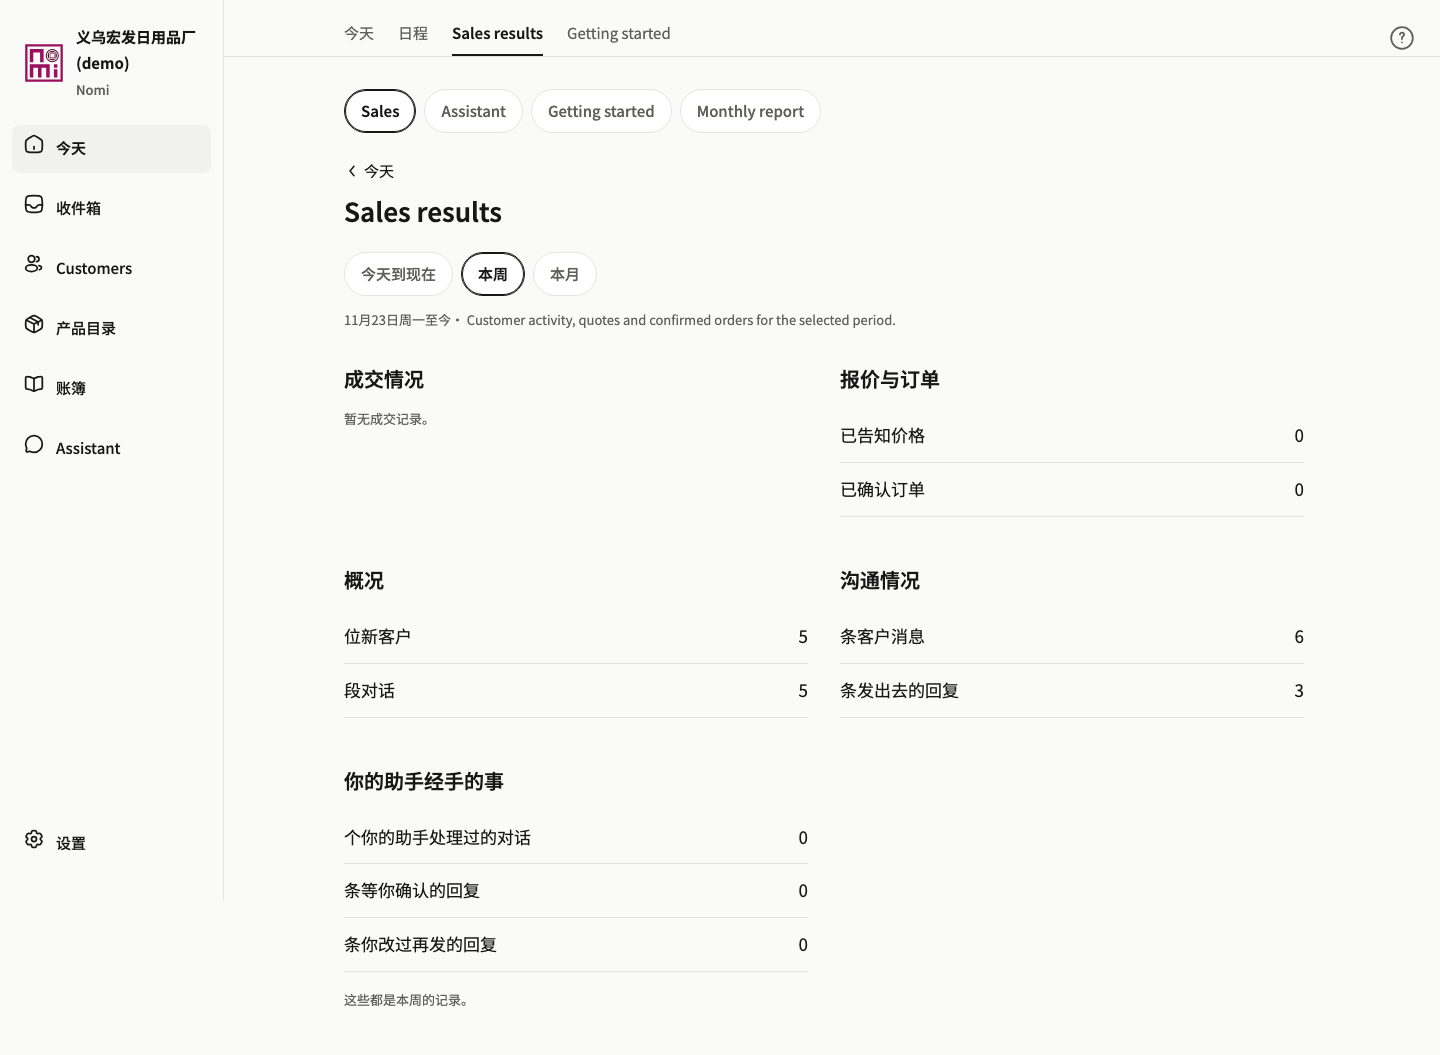 义乌宏发日用品厂
(demo)
Nomi
今天
收件箱
Customers
产品目录
账簿
Assistant
设置
今天
日程
Sales results
Getting started
Sales
Assistant
Getting started
Monthly report
今天
Sales results
今天到现在
本周
本月
11月23日周一至今・ Customer activity, quotes and confirmed orders for the selected period.
成交情况
暂无成交记录。
报价与订单
已告知价格 0
已确认订单 0
概况
位新客户 5
段对话 5
沟通情况
条客户消息 6
条发出去的回复 3
你的助手经手的事
个你的助手处理过的对话 0
条等你确认的回复 0
条你改过再发的回复 0
这些都是本周的记录。